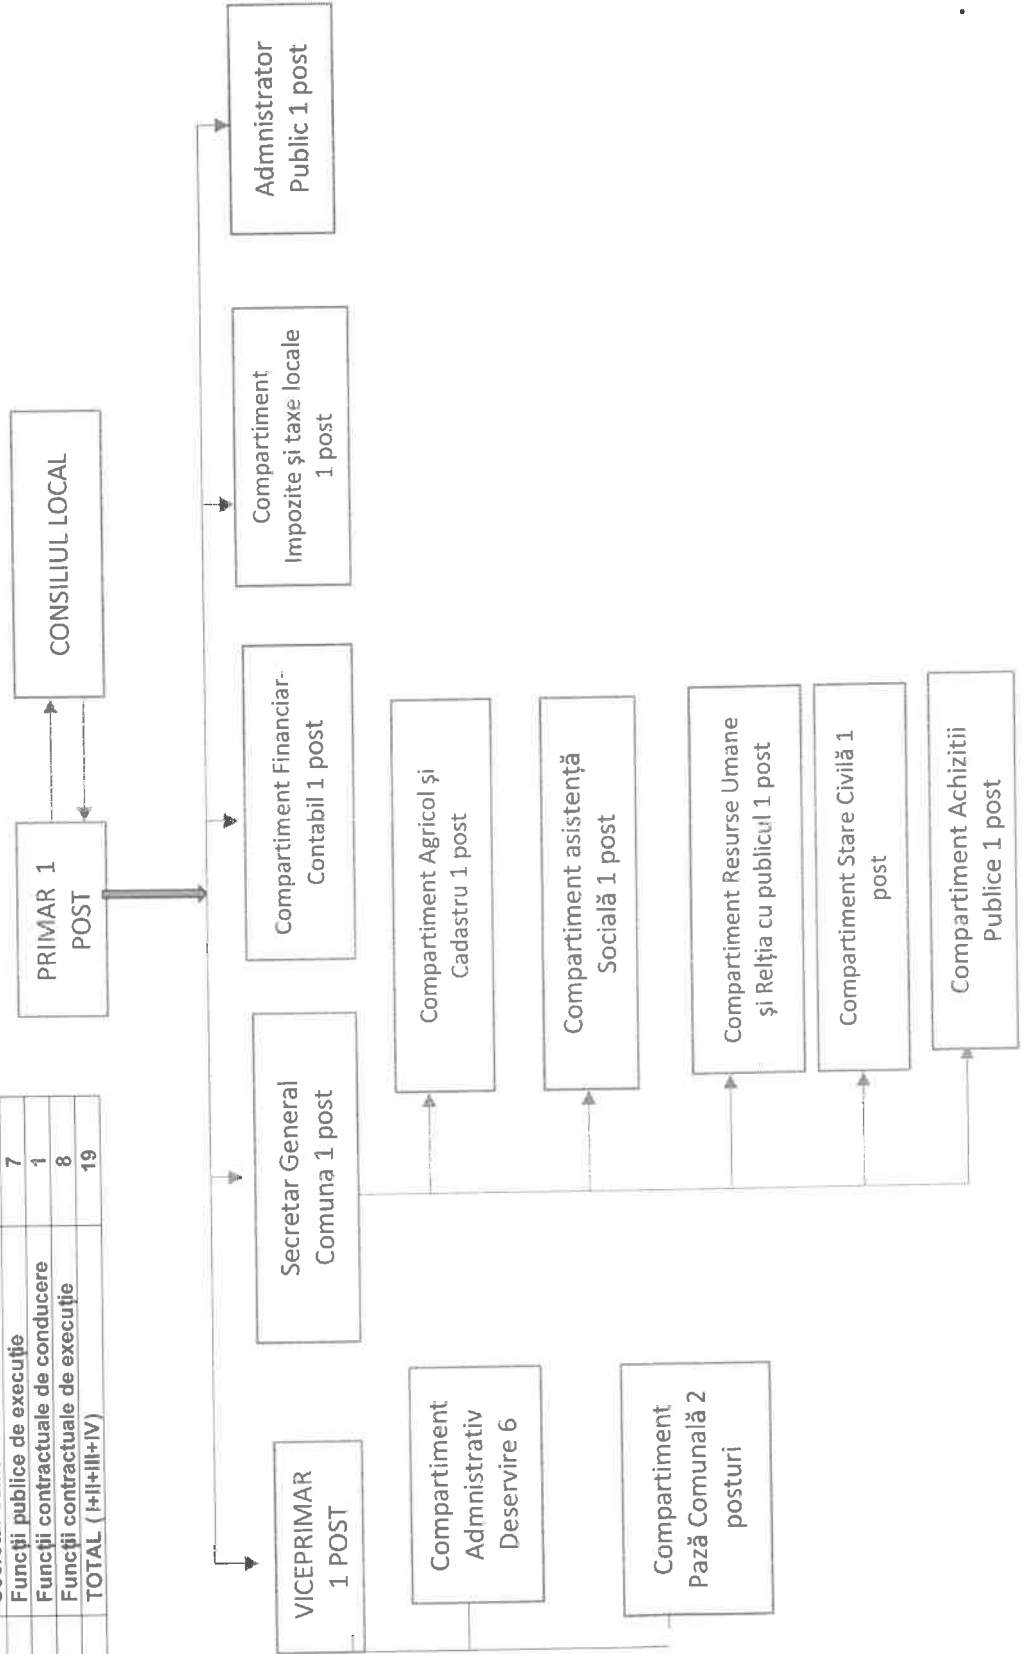 Funcții publice de execuție 7
Funcții contractuale de conducere 1
Funcții contractuale de execuție 8
TOTAL ( I+II+III+IV) 19
PRIMAR 1
POST
CONSILIUL LOCAL
VICEPRIMAR
1 POST
Secretar General
Comuna 1 post
Compartiment Financiar-
Contabil 1 post
Compartiment
Impozite și taxe locale
1 post
Admnistrator
Public 1 post
Compartiment
Admnistrativ
Deservire 6
Compartiment
Pază Comunală 2
posturi
Compartiment Agricol și
Cadastru 1 post
Compartiment asistență
Socială 1 post
Compartiment Resurse Umane
și Relția cu publicul 1 post
Compartiment Stare Civilă 1
post
Compartiment Achizitii
Publice 1 post